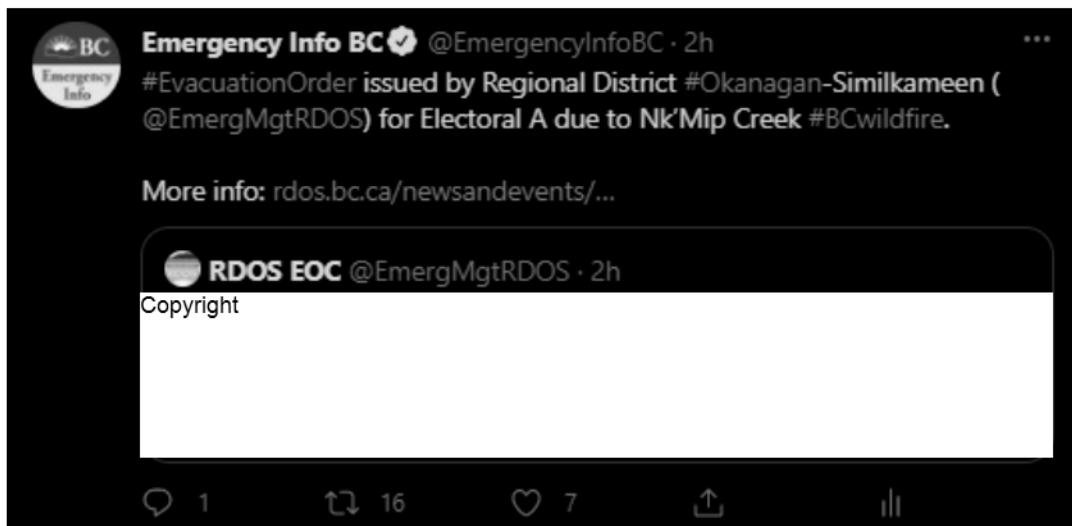 BC
Emergency
Info
Emergency Info BC @EmergencyInfoBC · 2h
#EvacuationOrder issued by Regional District #Okanagan-Similkameen (
@EmergMgtRDOS) for Electoral A due to Nk'Mip Creek #BCwildfire.
More info: rdos.bc.ca/newsandevents/...
RDOS EOC @EmergMgtRDOS · 2h
Copyright
1 16 7